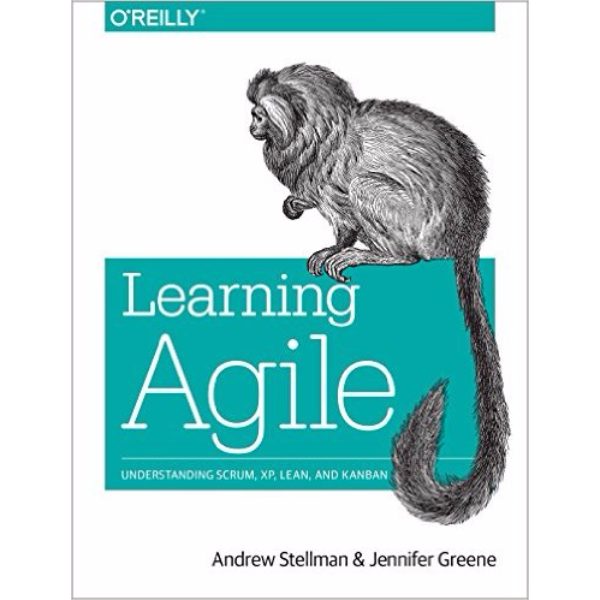 O'REILLY®
Learning
Agile
UNDERSTANDING SCRUM, XP, LEAN, AND KANBAN
Andrew Stellman & Jennifer Greene